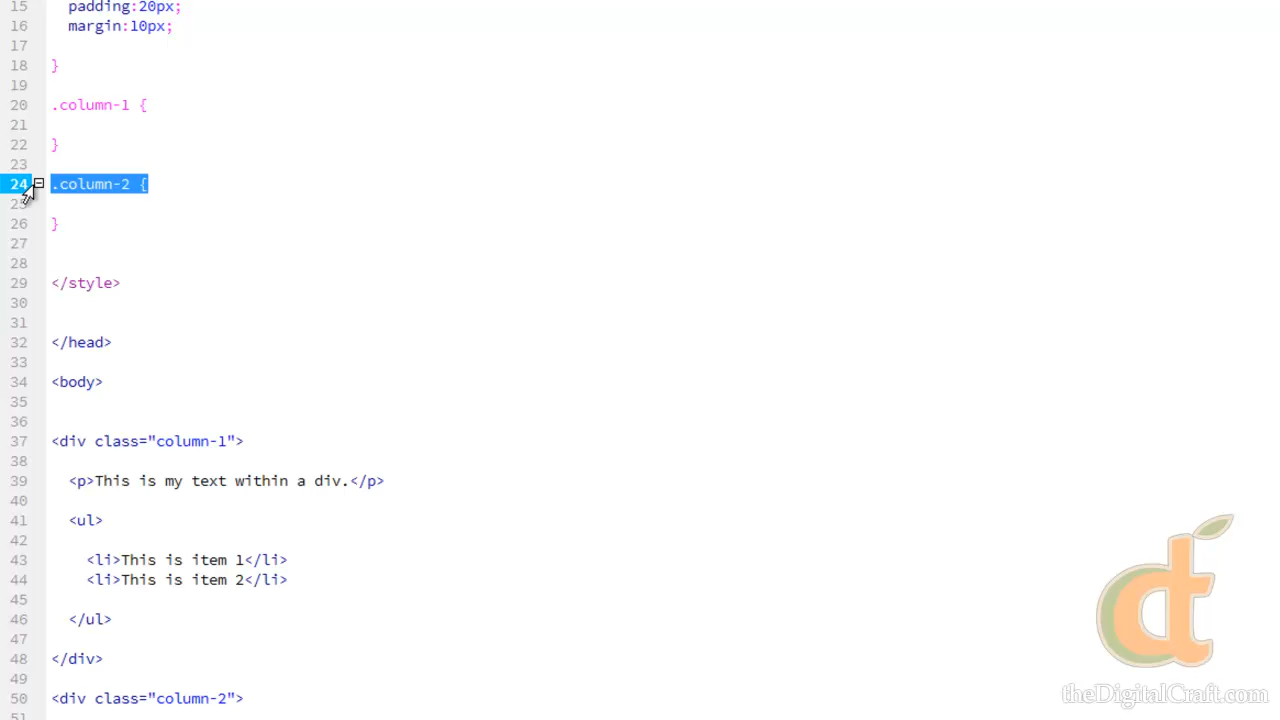 15 padding:20px;
16 margin:10px;
17
18 }
19
20 .column-1 {
21
22 }
23
24 .column-2 {
25
26 }
27
28
29 </style>
30
31
32 </head>
33
34 <body>
35
36
37 <div class="column-1">
38
39 <p>This is my text within a div.</p>
40
41 <ul>
42
43 <li>This is item 1</li>
44 <li>This is item 2</li>
45
46 </ul>
47
48 </div>
49
50 <div class="column-2">
51
theDigitalCraft.com